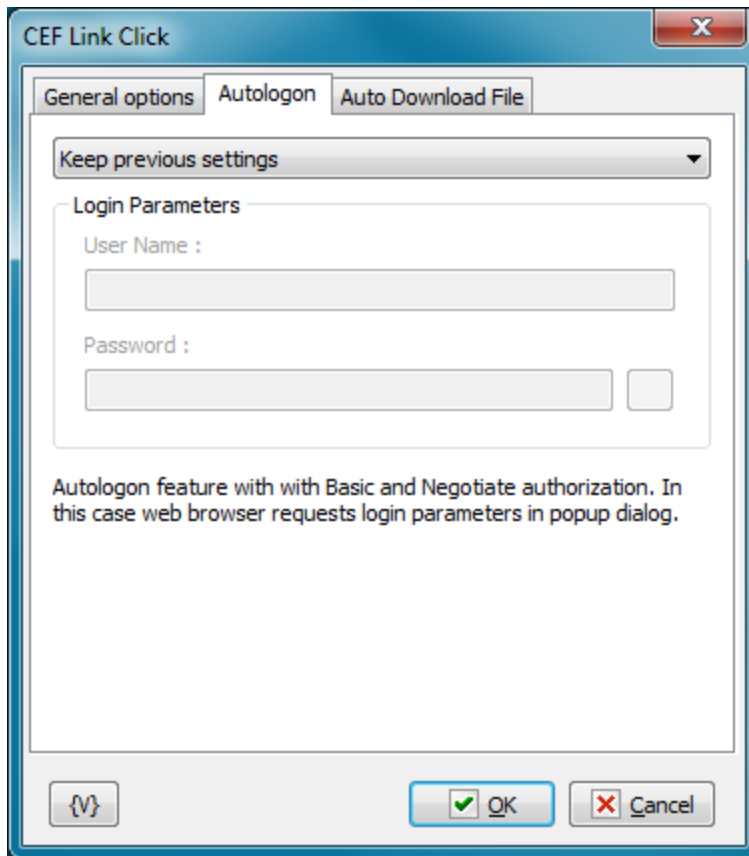 CEF Link Click
General options
Autologon
Auto Download File
Keep previous settings
Login Parameters
User Name :
Password :
Autologon feature with with Basic and Negotiate authorization. In
this case web browser requests login parameters in popup dialog.
{V}
OK
Cancel